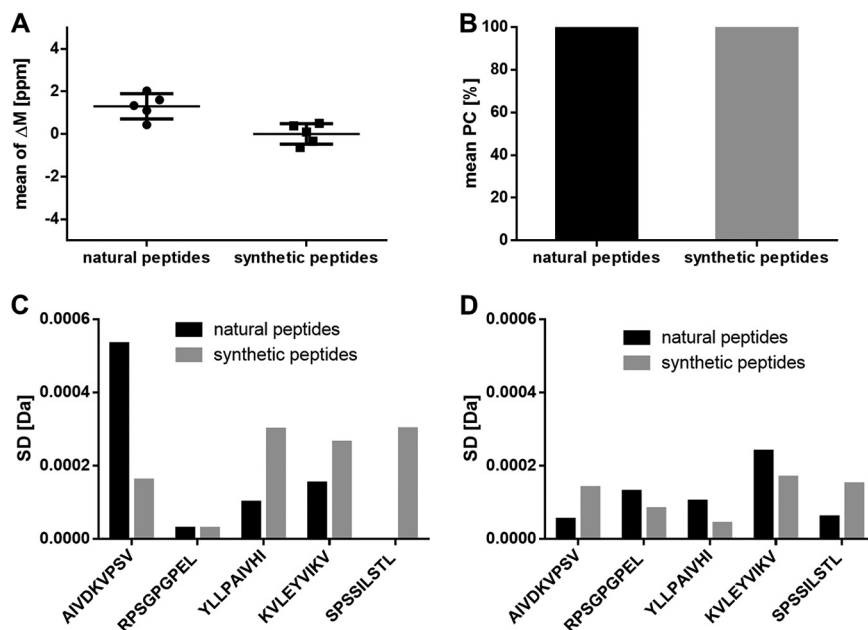 A
mean of ΔM [ppm]
4
2
0
-2
-4
natural peptides
synthetic peptides
B
mean PC [%]
100
80
60
40
20
0
natural peptides
synthetic peptides
C
SD [Da]
0.0006
0.0004
0.0002
0.0000
natural peptides
synthetic peptides
AIVDKVPSV
RPSGPGPEL
YLLPAIVHI
KVLEYVIKV
SPSSILSTL
D
SD [Da]
0.0006
0.0004
0.0002
0.0000
natural peptides
synthetic peptides
AIVDKVPSV
RPSGPGPEL
YLLPAIVHI
KVLEYVIKV
SPSSILSTL